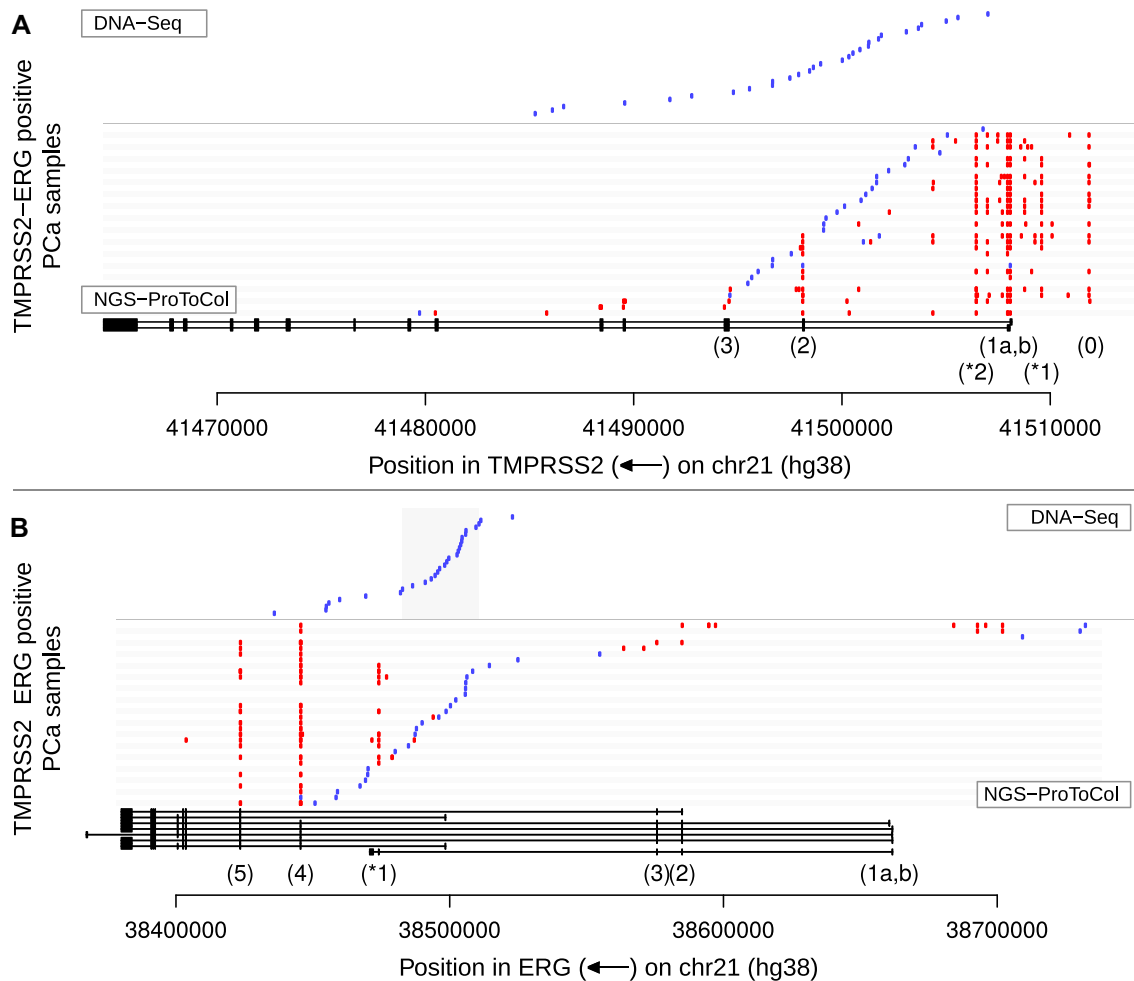 A
DNA−Seq
TMPRSS2−ERG positive
PCa samples
NGS−ProToCol
(3) (2) (1a,b) (0)
(*2) (*1)
41470000 41480000 41490000 41500000 41510000
Position in TMPRSS2 (←) on chr21 (hg38)
B
DNA−Seq
TMPRSS2 ERG positive
PCa samples
NGS−ProToCol
(5) (4) (*1) (3)(2) (1a,b)
38400000 38500000 38600000 38700000
Position in ERG (←) on chr21 (hg38)